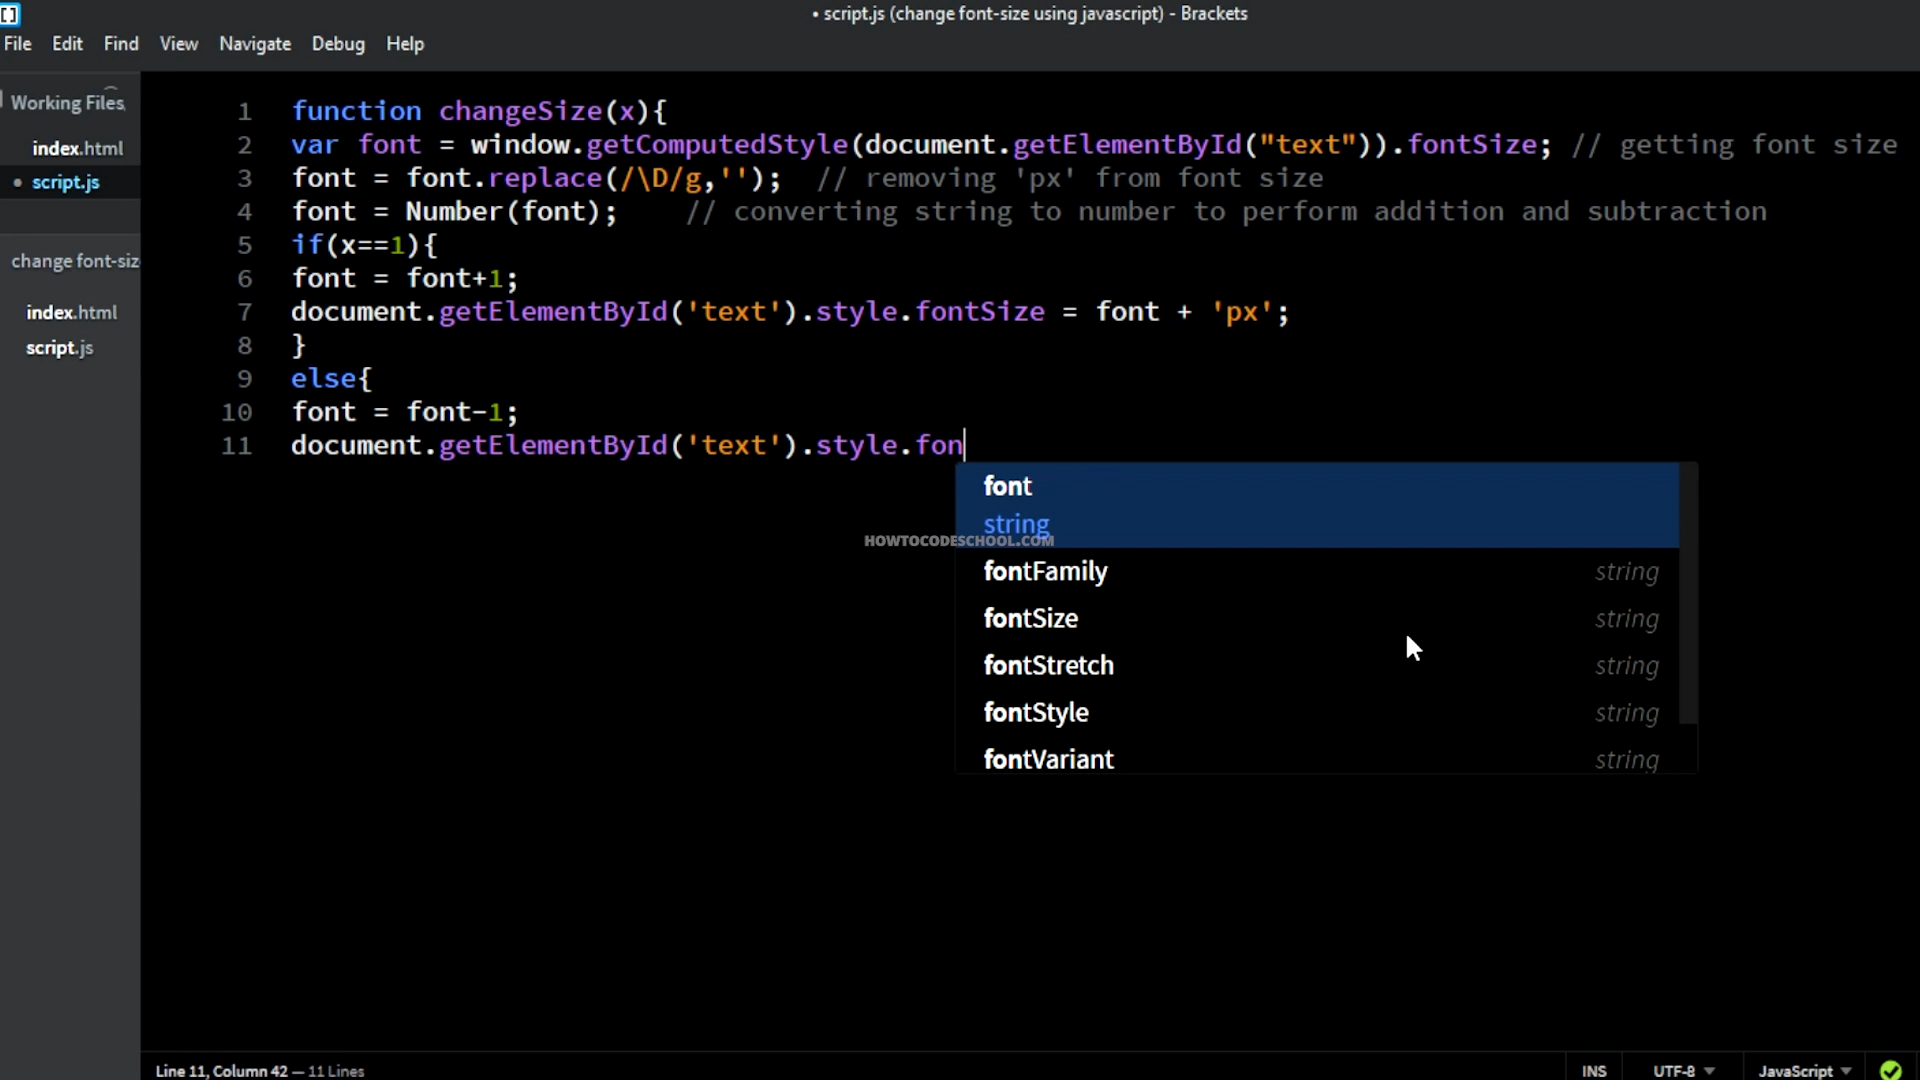 • script.js (change font-size using javascript) - Brackets
File Edit Find View Navigate Debug Help
Working Files
index.html
• script.js
change font-siz
index.html
script.js
1 function changeSize(x){
2 var font = window.getComputedStyle(document.getElementById("text")).fontSize; // getting font size
3 font = font.replace(/\D/g,''); // removing 'px' from font size
4 font = Number(font); // converting string to number to perform addition and subtraction
5 if(x==1){
6 font = font+1;
7 document.getElementById('text').style.fontSize = font + 'px';
8 }
9 else{
10 font = font-1;
11 document.getElementById('text').style.fon
font
string
HOWTOCODESCHOOL.COM
fontFamily string
fontSize string
fontStretch string
fontStyle string
fontVariant string
Line 11, Column 42 — 11 Lines
INS UTF-8 JavaScript